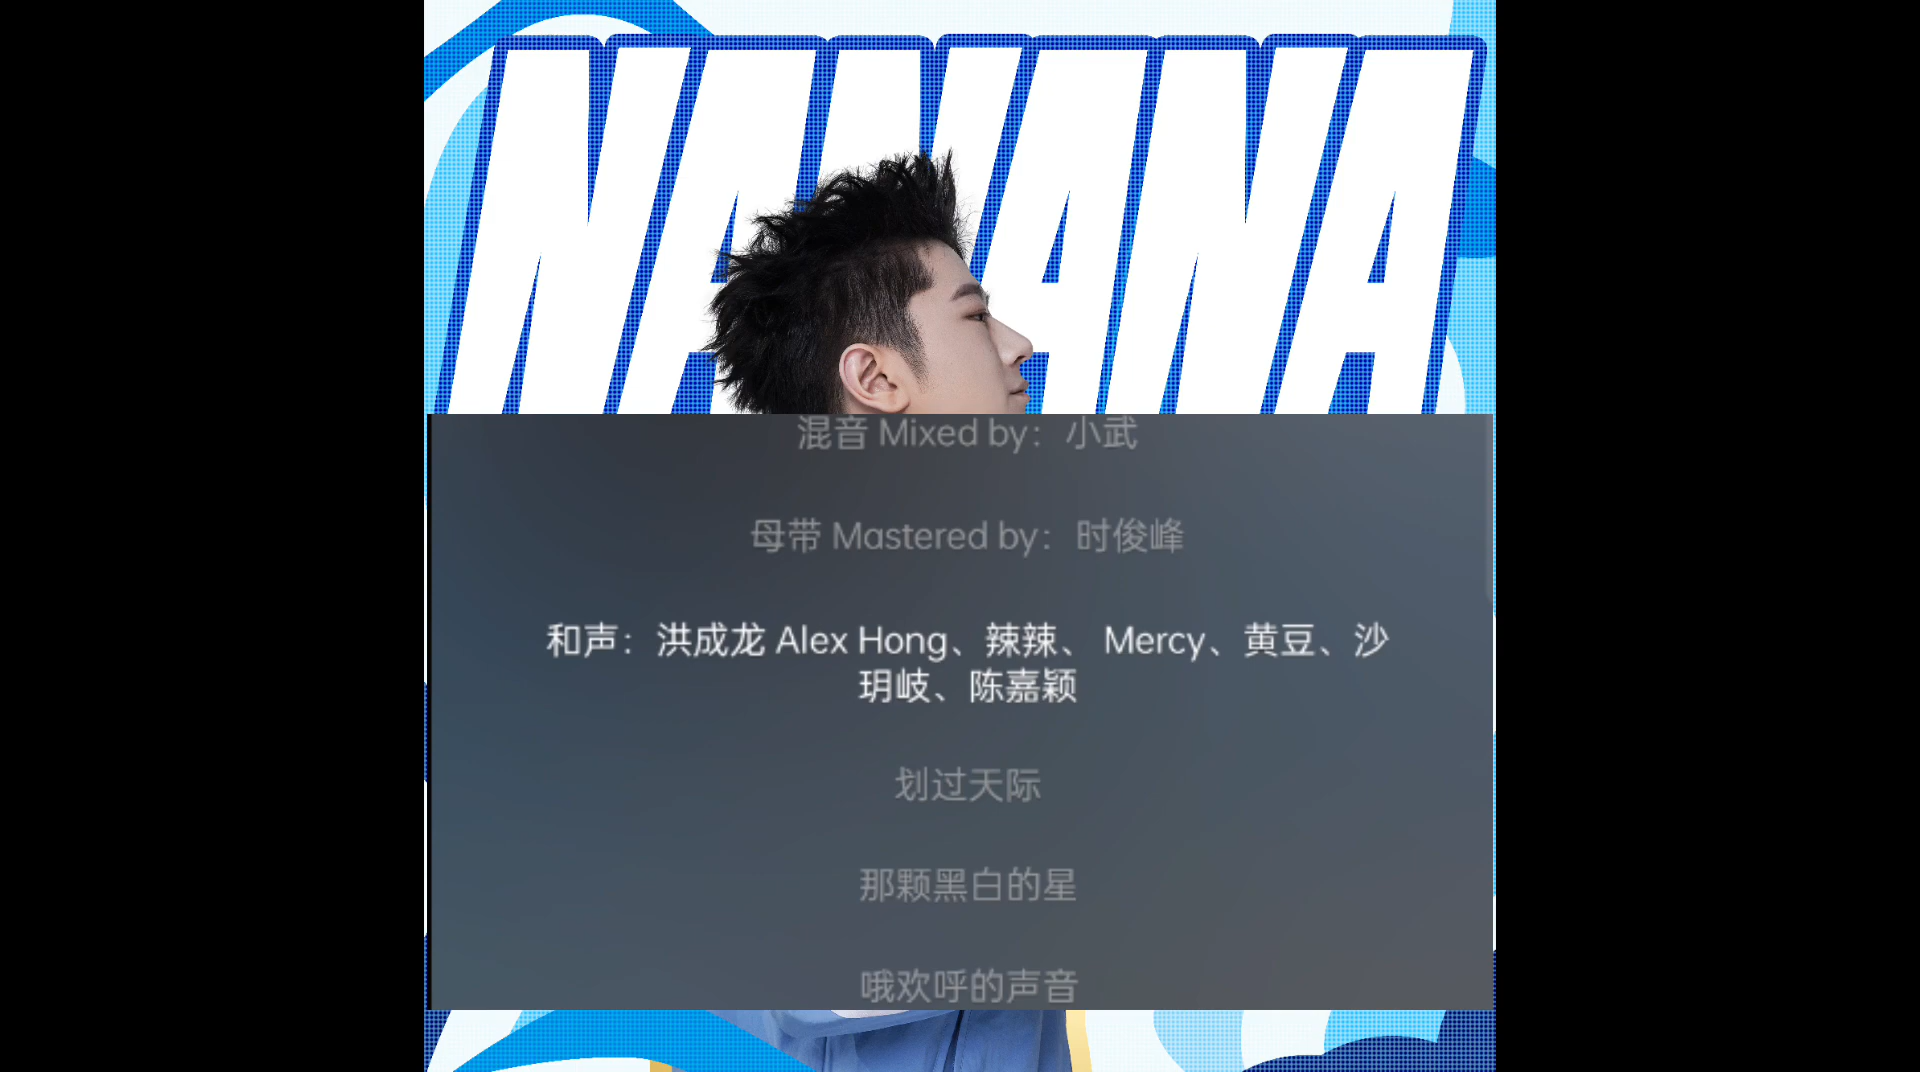 NANANA
混音 Mixed by：小武
母带 Mastered by：时俊峰
和声：洪成龙 Alex Hong、辣辣、 Mercy、黄豆、沙
玥岐、陈嘉颖
划过天际
那颗黑白的星
哦欢呼的声音